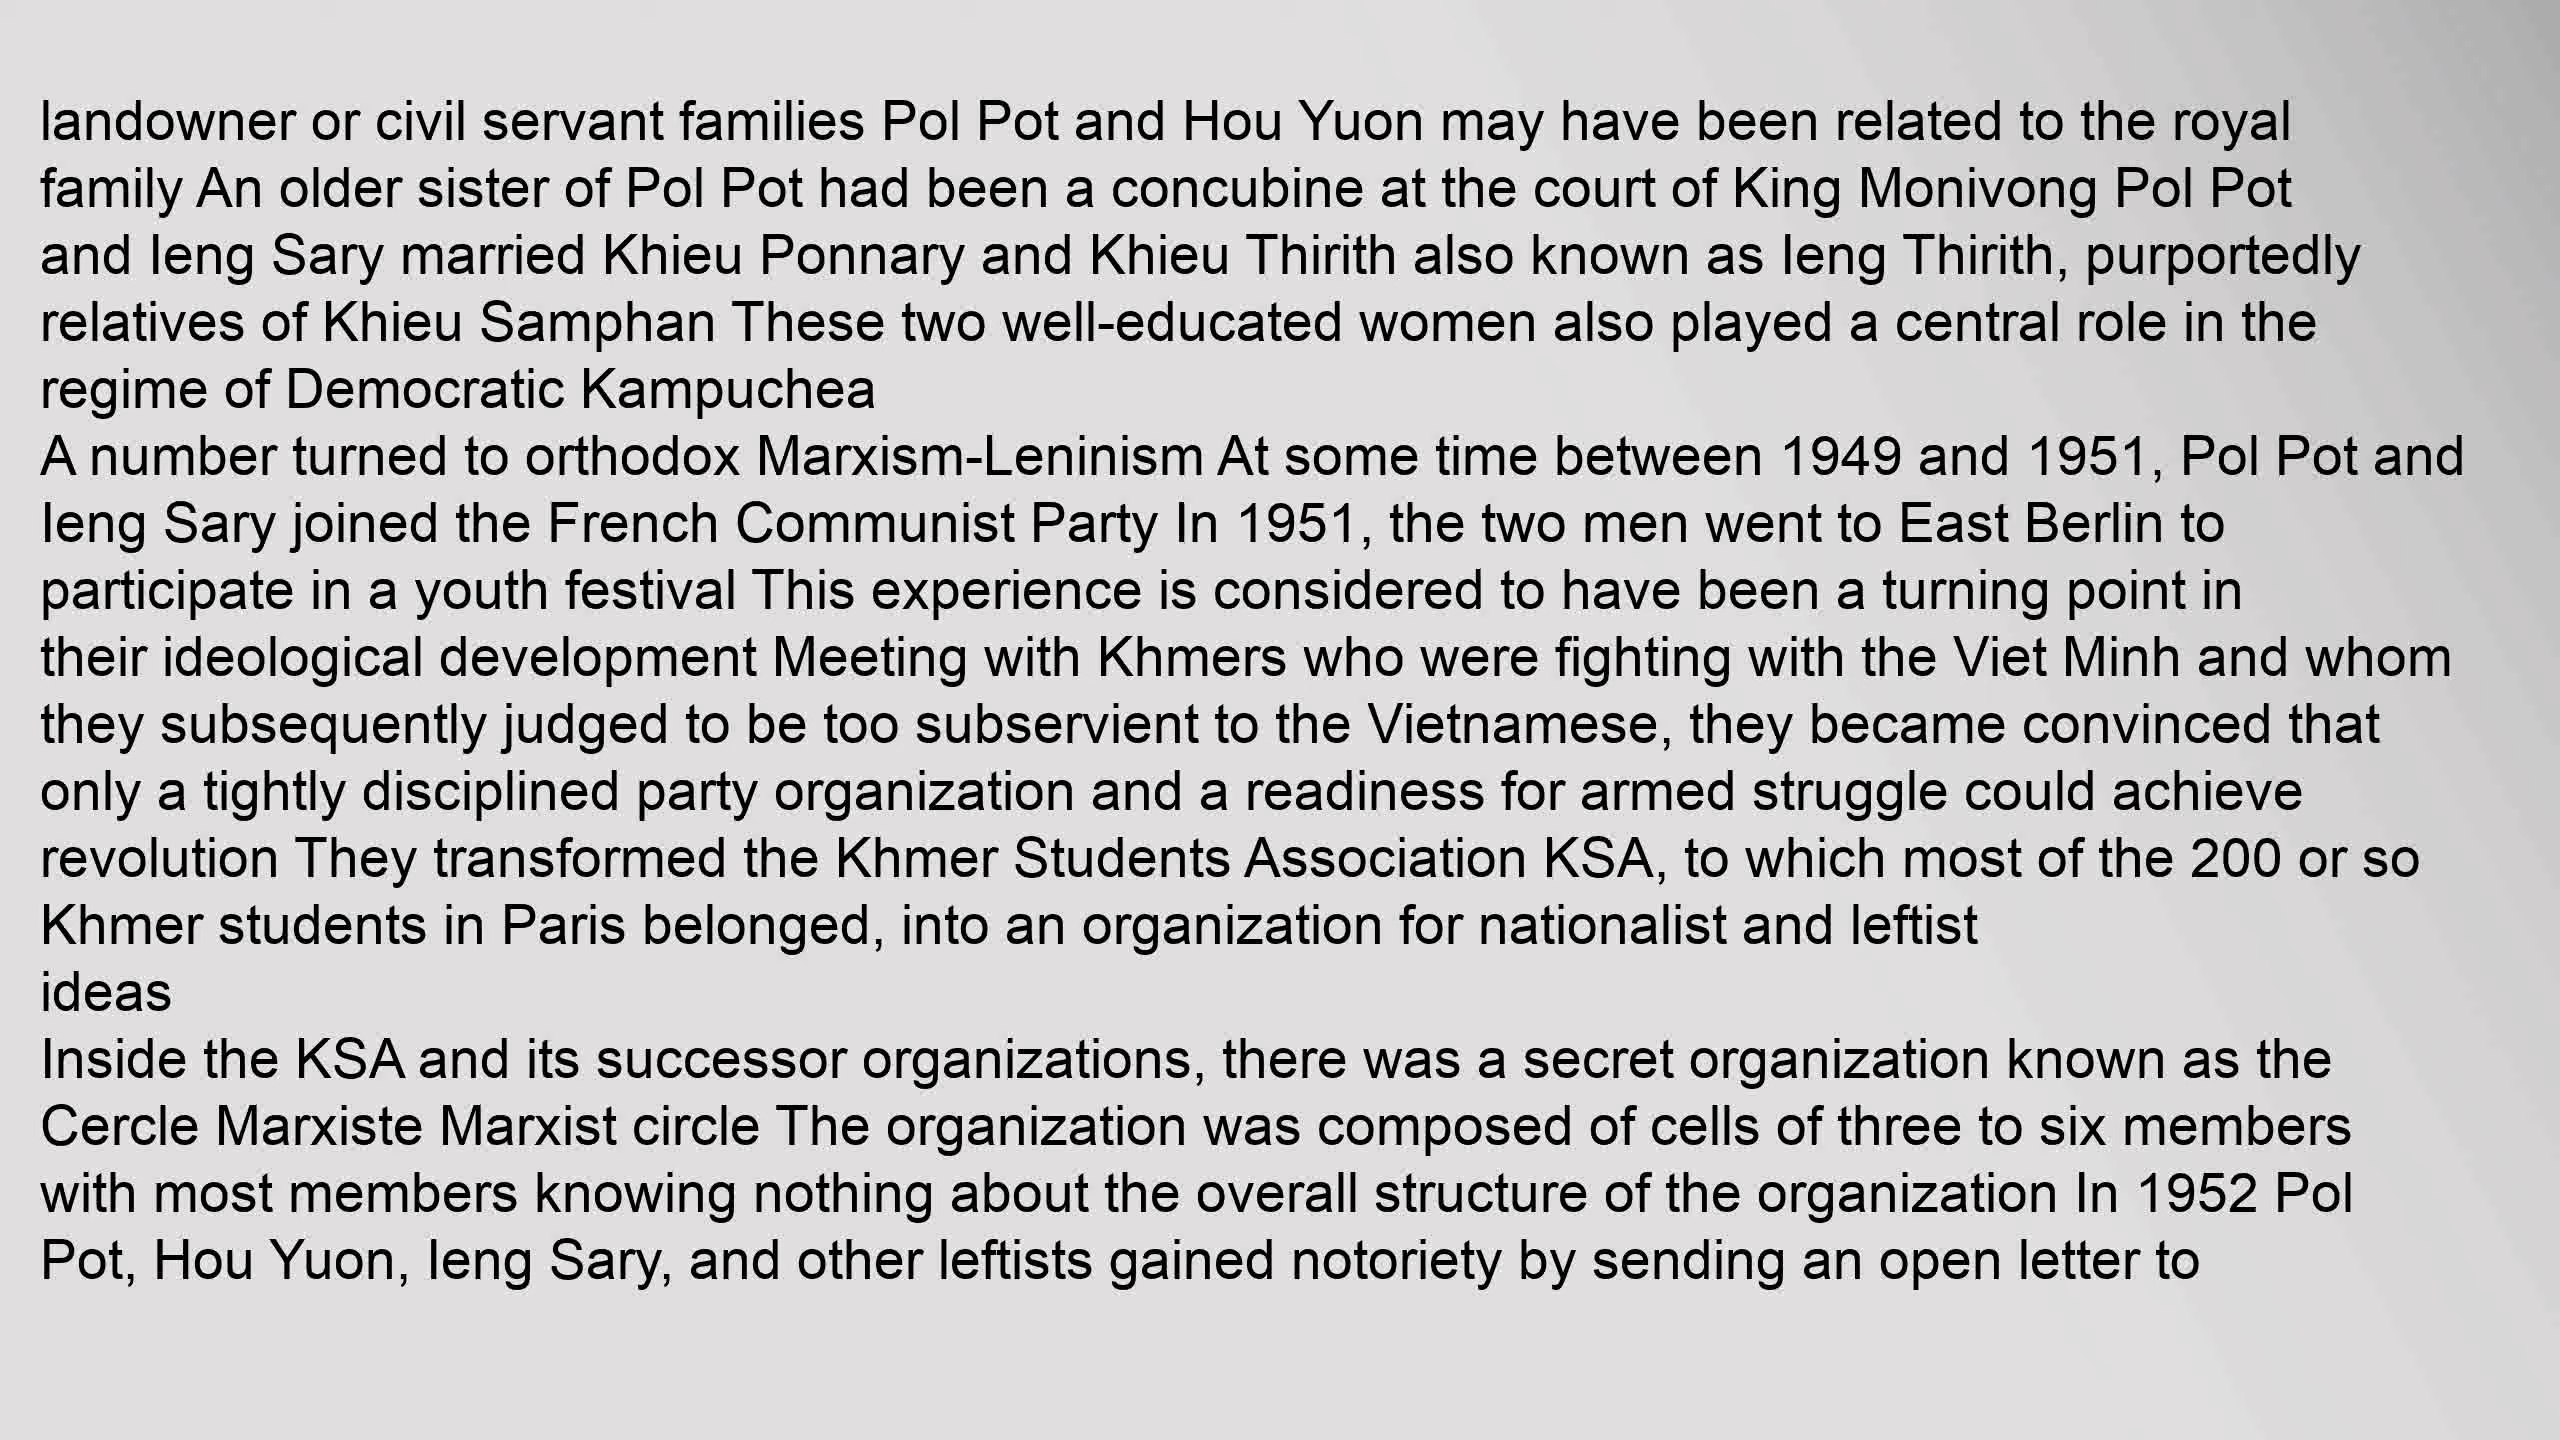 landowner or civil servant families Pol Pot and Hou Yuon may have been related to the royal
family An older sister of Pol Pot had been a concubine at the court of King Monivong Pol Pot
and Ieng Sary married Khieu Ponnary and Khieu Thirith also known as Ieng Thirith, purportedly
relatives of Khieu Samphan These two well-educated women also played a central role in the
regime of Democratic Kampuchea
A number turned to orthodox Marxism-Leninism At some time between 1949 and 1951, Pol Pot and
Ieng Sary joined the French Communist Party In 1951, the two men went to East Berlin to
participate in a youth festival This experience is considered to have been a turning point in
their ideological development Meeting with Khmers who were fighting with the Viet Minh and whom
they subsequently judged to be too subservient to the Vietnamese, they became convinced that
only a tightly disciplined party organization and a readiness for armed struggle could achieve
revolution They transformed the Khmer Students Association KSA, to which most of the 200 or so
Khmer students in Paris belonged, into an organization for nationalist and leftist
ideas
Inside the KSA and its successor organizations, there was a secret organization known as the
Cercle Marxiste Marxist circle The organization was composed of cells of three to six members
with most members knowing nothing about the overall structure of the organization In 1952 Pol
Pot, Hou Yuon, Ieng Sary, and other leftists gained notoriety by sending an open letter to